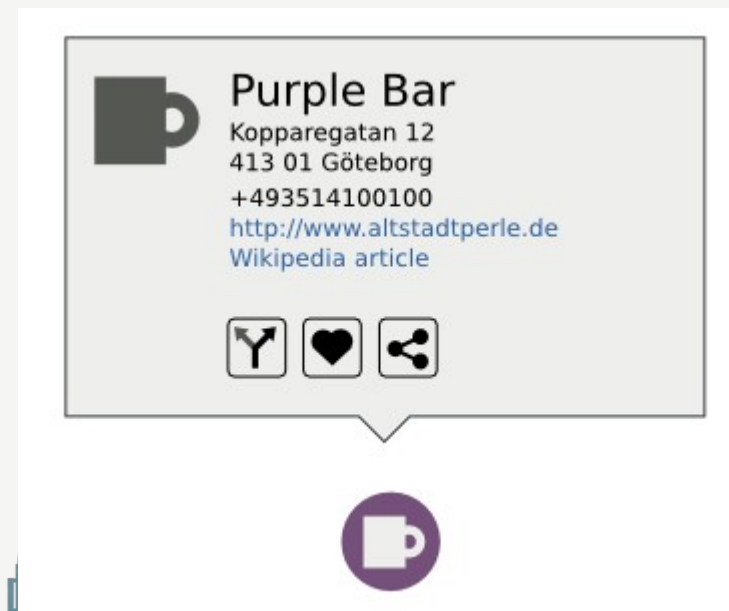 Purple Bar
Kopparegatan 12
413 01 Göteborg
+493514100100
http://www.altstadtperle.de
Wikipedia article